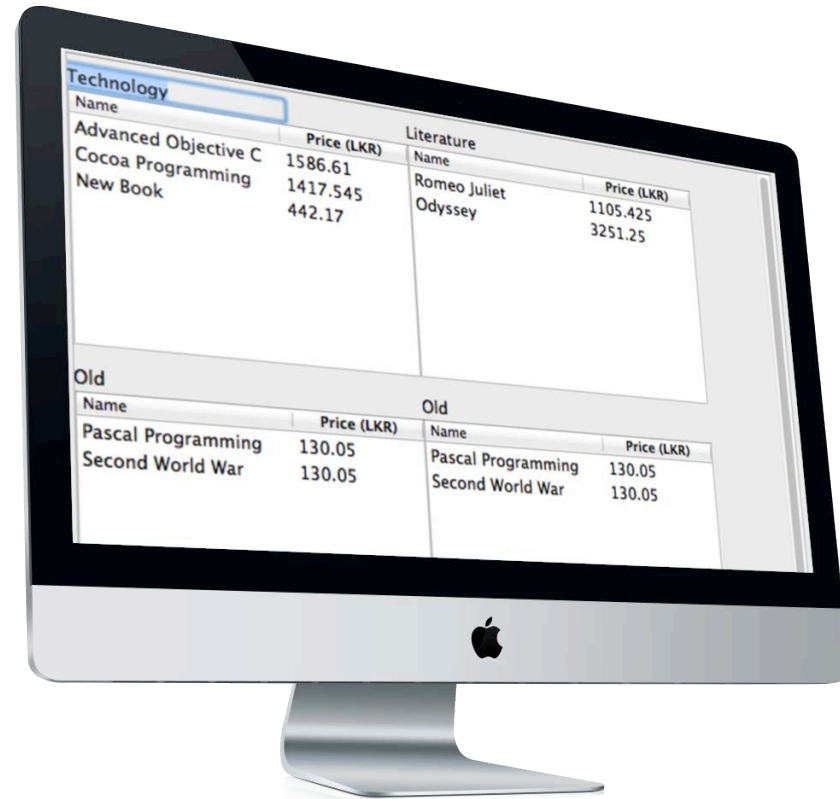 Technology
Name Price (LKR)
Advanced Objective C 1586.61
Cocoa Programming 1417.545
New Book 442.17
Literature
Name Price (LKR)
Romeo Juliet 1105.425
Odyssey 3251.25
Old
Name Price (LKR)
Pascal Programming 130.05
Second World War 130.05
Old
Name Price (LKR)
Pascal Programming 130.05
Second World War 130.05